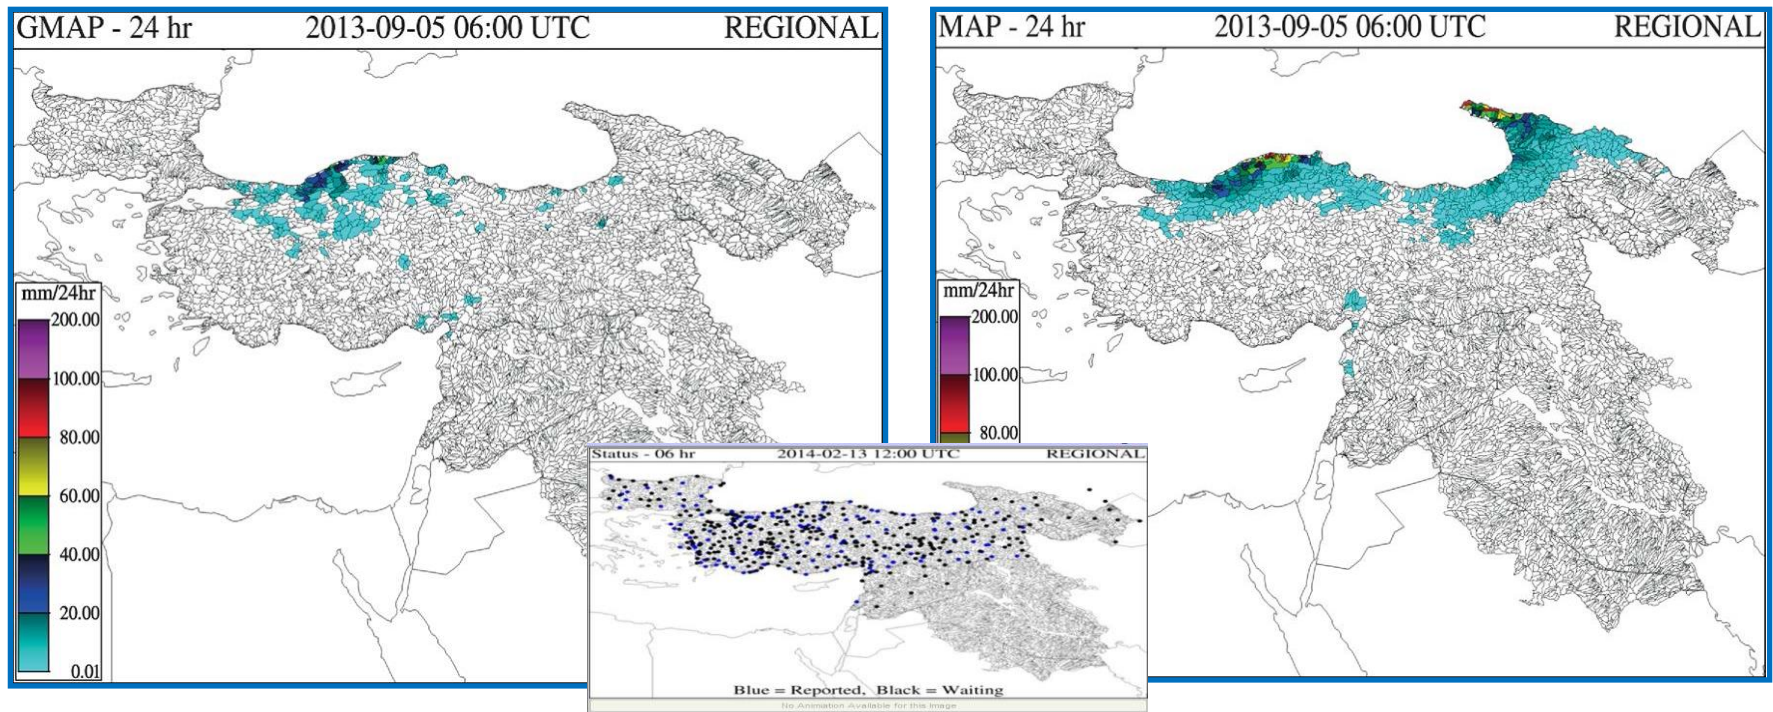 GMAP - 24 hr 2013-09-05 06:00 UTC REGIONAL
mm/24hr
200.00
100.00
80.00
60.00
40.00
20.00
0.01
MAP - 24 hr 2013-09-05 06:00 UTC REGIONAL
mm/24hr
200.00
100.00
80.00
Status - 06 hr 2014-02-13 12:00 UTC REGIONAL
Blue = Reported, Black = Waiting
No Animation Available for this Image